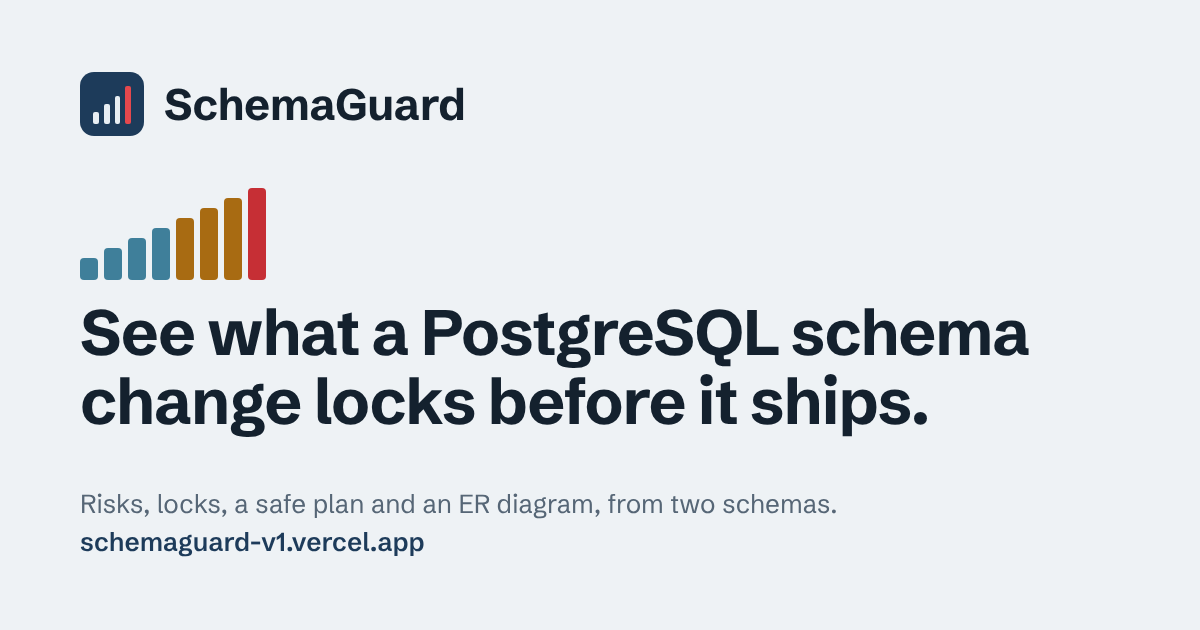 SchemaGuard
See what a PostgreSQL schema
change locks before it ships.
Risks, locks, a safe plan and an ER diagram, from two schemas.
schemaguard-v1.vercel.app